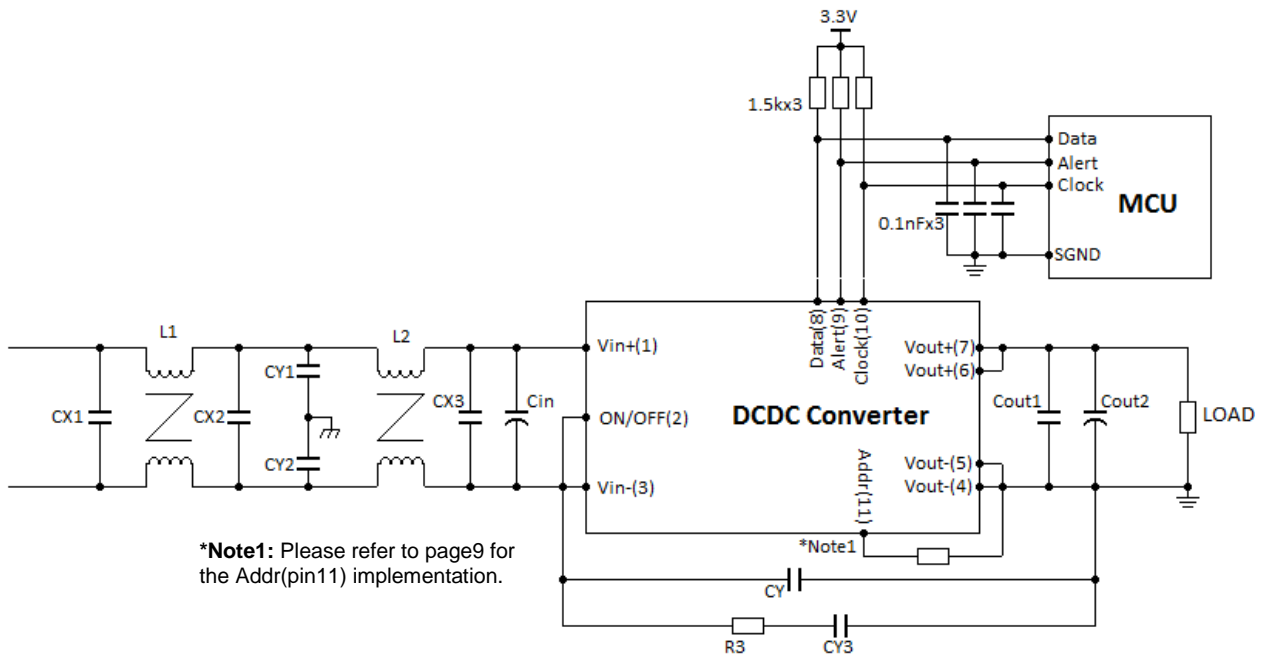 3.3V
1.5kx3
Data
Alert
Clock
MCU
0.1nFx3
SGND
L1
L2
Data(8)
Alert(9)
Clock(10)
Vin+(1)
Vout+(7)
Vout+(6)
CY1
CX1
CX2
CX3
Cin
ON/OFF(2)
DCDC Converter
Cout1
Cout2
LOAD
CY2
Vin-(3)
Addr(11)
Vout-(5)
Vout-(4)
*Note1: Please refer to page9 for
the Addr(pin11) implementation.
*Note1
CY
R3
CY3